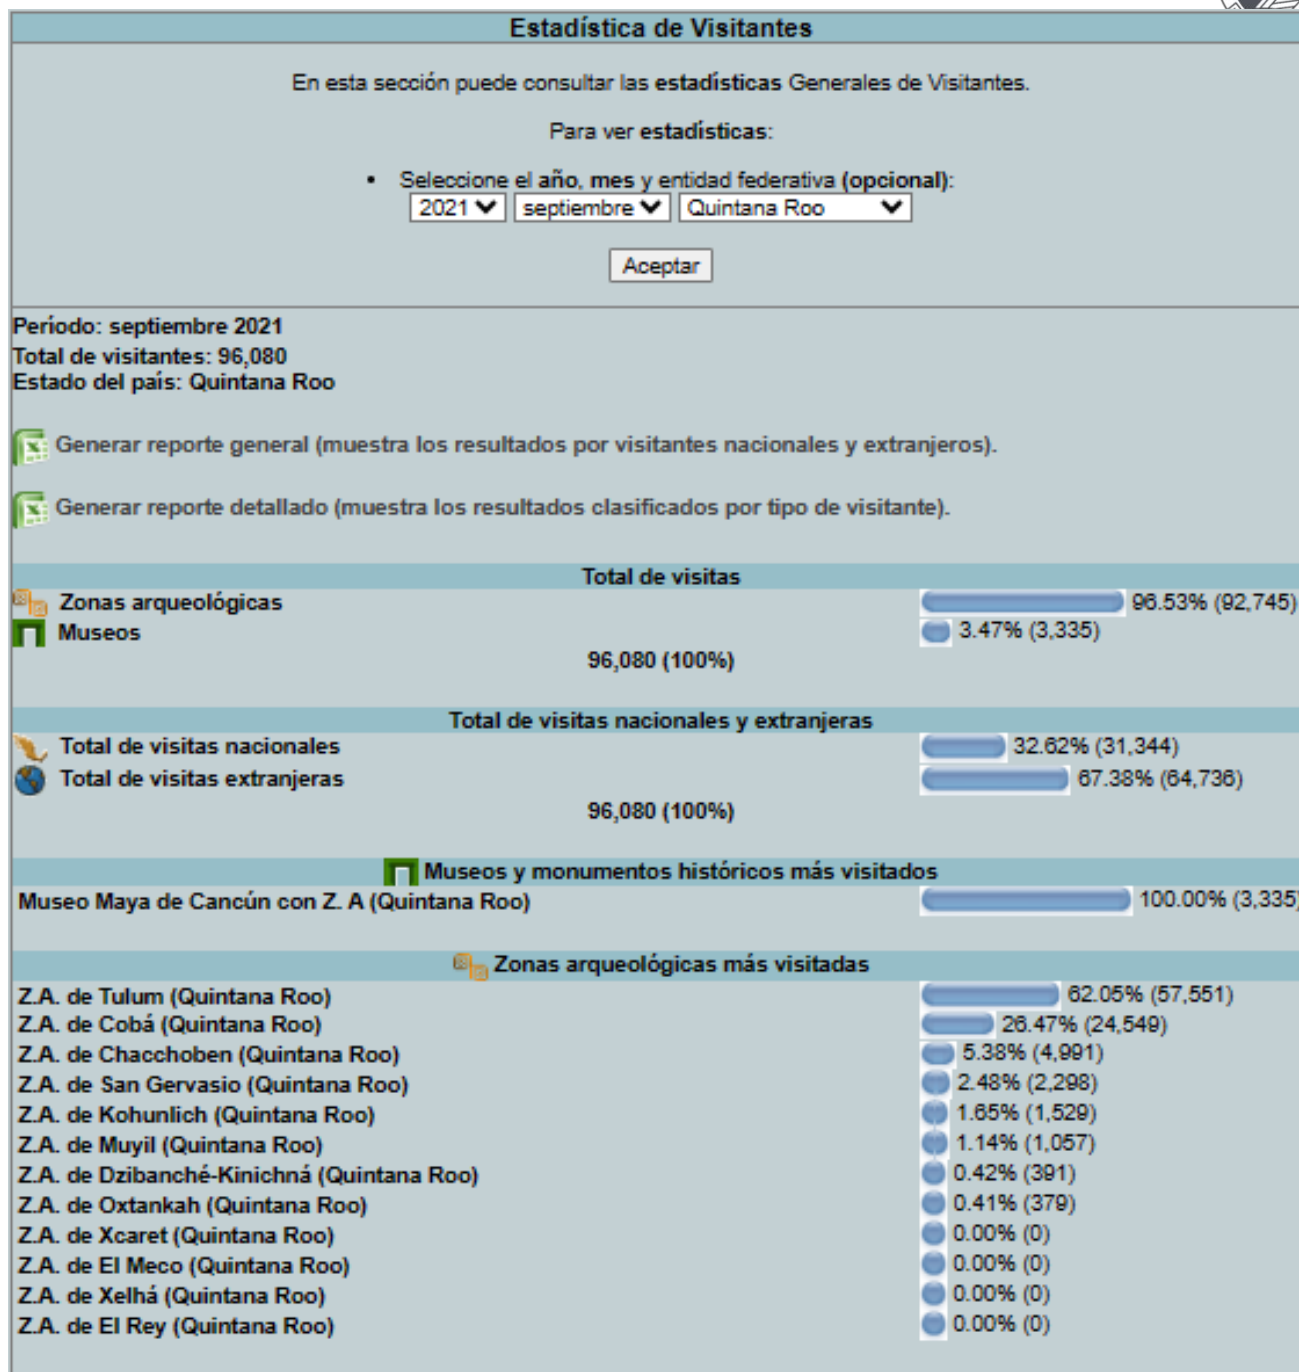 Estadística de Visitantes
En esta sección puede consultar las estadísticas Generales de Visitantes.
Para ver estadísticas:
• Seleccione el año, mes y entidad federativa (opcional):
2021 septiembre Quintana Roo
Aceptar
Período: septiembre 2021
Total de visitantes: 96,080
Estado del país: Quintana Roo
Generar reporte general (muestra los resultados por visitantes nacionales y extranjeros).
Generar reporte detallado (muestra los resultados clasificados por tipo de visitante).
Total de visitas
Zonas arqueológicas 96.53% (92,745)
Museos 3.47% (3,335)
96,080 (100%)
Total de visitas nacionales y extranjeras
Total de visitas nacionales 32.62% (31,344)
Total de visitas extranjeras 67.38% (64,736)
96,080 (100%)
Museos y monumentos históricos más visitados
Museo Maya de Cancún con Z. A (Quintana Roo) 100.00% (3,335)
Zonas arqueológicas más visitadas
Z.A. de Tulum (Quintana Roo) 62.05% (57,551)
Z.A. de Cobá (Quintana Roo) 26.47% (24,549)
Z.A. de Chacchoben (Quintana Roo) 5.38% (4,991)
Z.A. de San Gervasio (Quintana Roo) 2.48% (2,298)
Z.A. de Kohunlich (Quintana Roo) 1.65% (1,529)
Z.A. de Muyil (Quintana Roo) 1.14% (1,057)
Z.A. de Dzibanché-Kinichná (Quintana Roo) 0.42% (391)
Z.A. de Oxtankah (Quintana Roo) 0.41% (379)
Z.A. de Xcaret (Quintana Roo) 0.00% (0)
Z.A. de El Meco (Quintana Roo) 0.00% (0)
Z.A. de Xelhá (Quintana Roo) 0.00% (0)
Z.A. de El Rey (Quintana Roo) 0.00% (0)